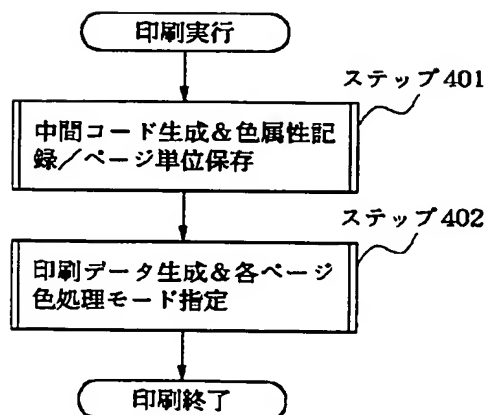 印刷実行
ステップ401
中間コード生成&色属性記
録/ページ単位保存
ステップ402
印刷データ生成&各ページ
色処理モード指定
印刷終了